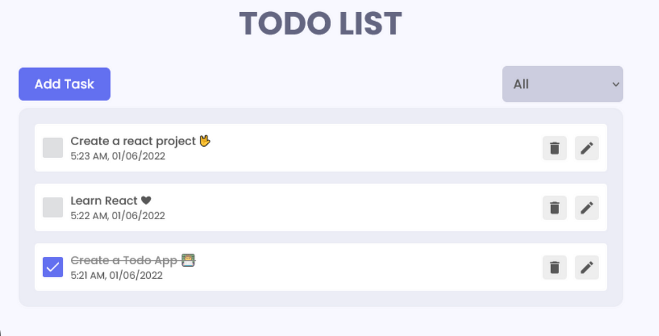 TODO LIST
Add Task
All
Create a react project 🤟
5:23 AM, 01/06/2022
Learn React 🖤
5:22 AM, 01/06/2022
Create a Todo App
5:21 AM, 01/06/2022